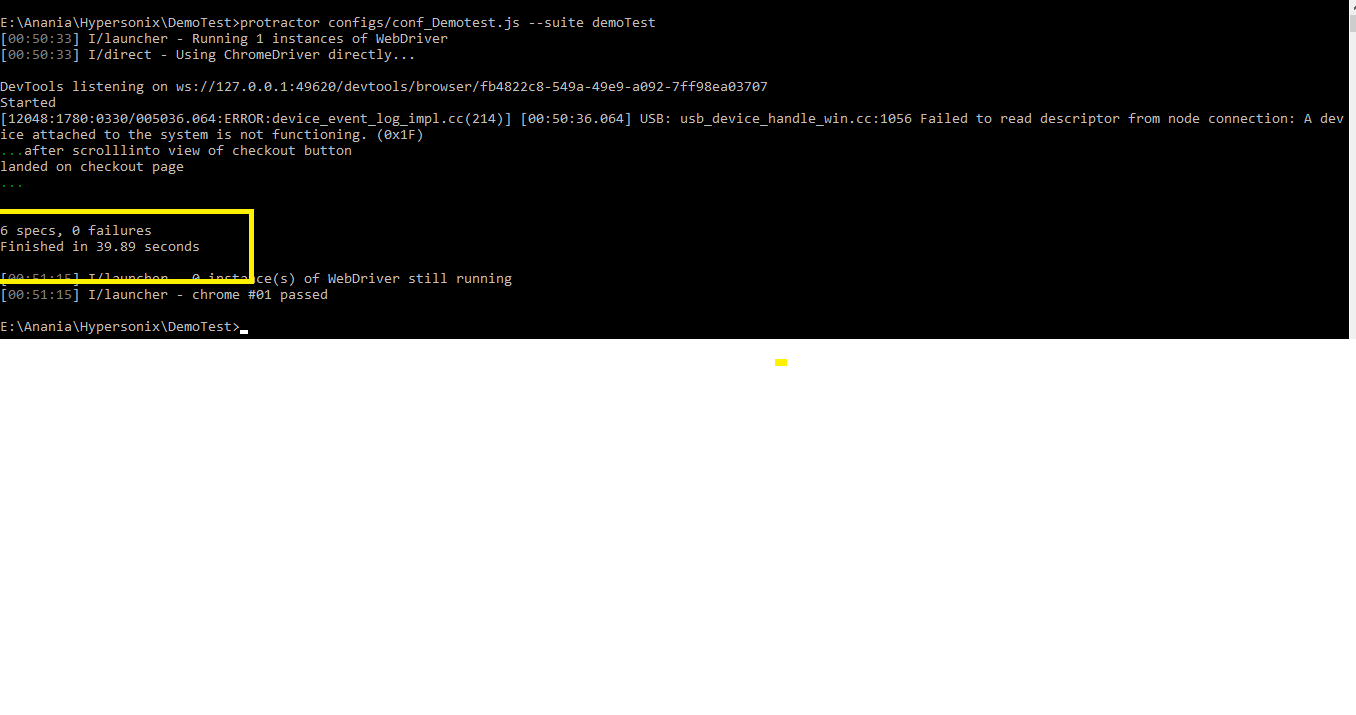 E:\Anania\Hypersonix\DemoTest>protractor configs/conf_Demotest.js --suite demoTest
[00:50:33] I/launcher - Running 1 instances of WebDriver
[00:50:33] I/direct - Using ChromeDriver directly...
DevTools listening on ws://127.0.0.1:49620/devtools/browser/fb4822c8-549a-49e9-a092-7ff98ea03707
Started
[12048:1780:0330/005036.064:ERROR:device_event_log_impl.cc(214)] [00:50:36.064] USB: usb_device_handle_win.cc:1056 Failed to read descriptor from node connection: A dev
ice attached to the system is not functioning. (0x1F)
...after scrolllinto view of checkout button
landed on checkout page
...
6 specs, 0 failures
Finished in 39.89 seconds
[00:51:15] I/launcher - 0 instance(s) of WebDriver still running
[00:51:15] I/launcher - chrome #01 passed
E:\Anania\Hypersonix\DemoTest>